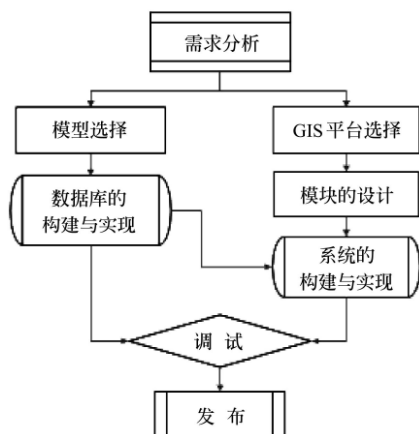 需求分析
模型选择
GIS平台选择
数据库的
构建与实现
模块的设计
系统的
构建与实现
调 试
发 布